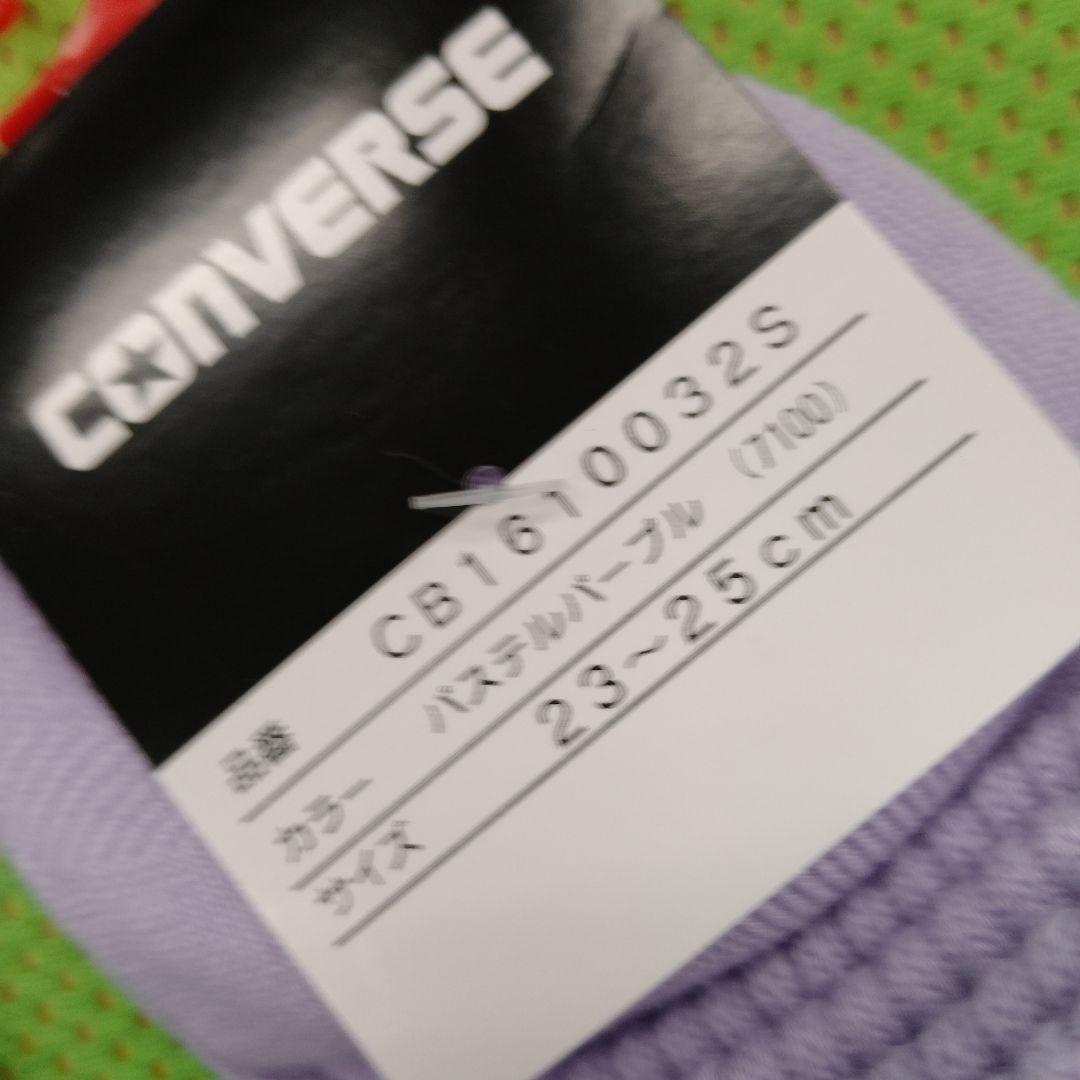 CONVERSE
品番 CB1610032S
カラー パステルパープル (7100)
サイズ 23~25cm